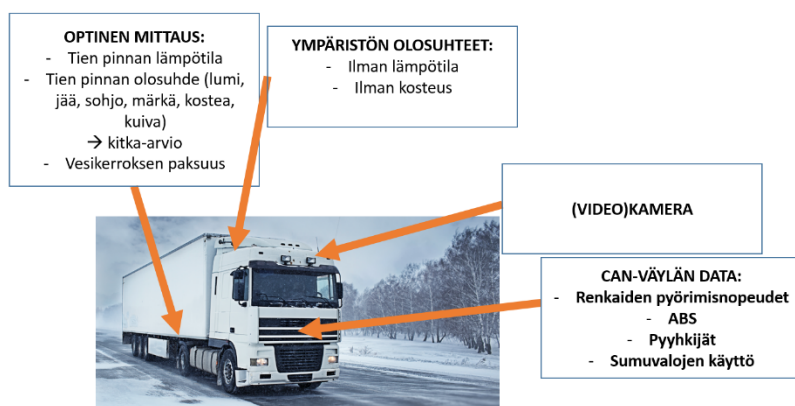 OPTINEN MITTAUS:
- Tien pinnan lämpötila
- Tien pinnan olosuhde (lumi,
jää, sohjo, märkä, kostea,
kuiva)
→ kitka-arvio
- Vesikerroksen paksuus
YMPÄRISTÖN OLOSUHTEET:
- Ilman lämpötila
- Ilman kosteus
(VIDEO)KAMERA
CAN-VÄYLÄN DATA:
- Renkaiden pyörimisnopeudet
- ABS
- Pyyhkijät
- Sumuvalojen käyttö